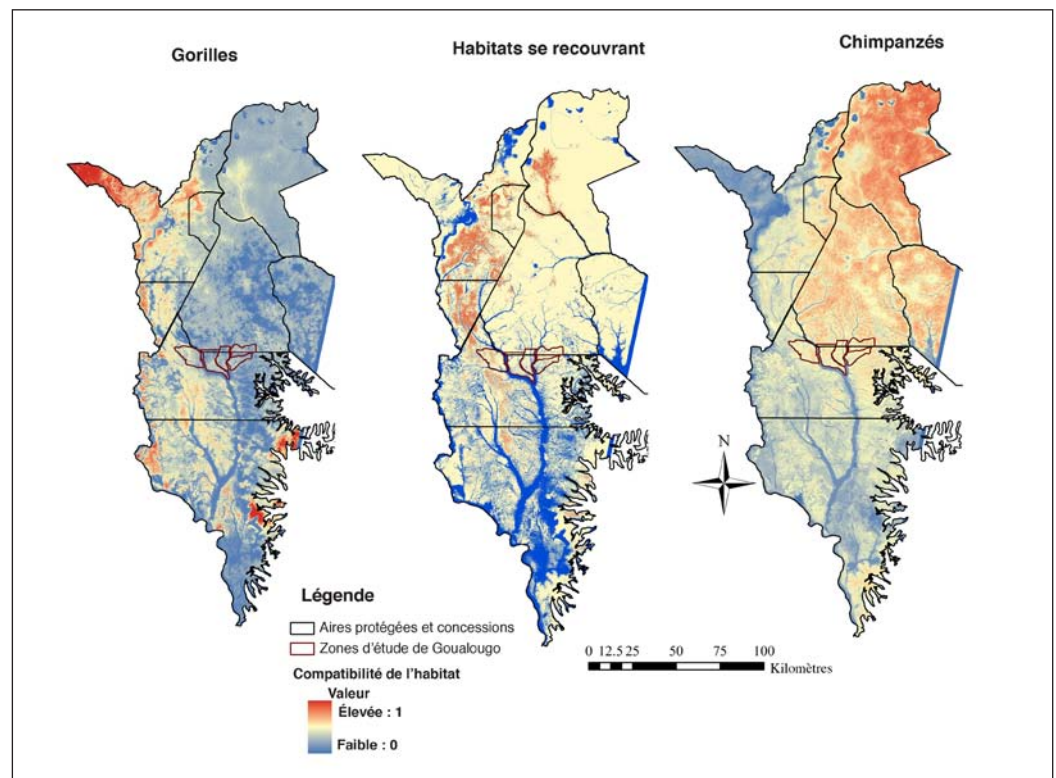 Gorilles
Habitats se recouvrant
Chimpanzés
N
Légende
Aires protégées et concessions
Zones d'étude de Goualougo
Compatibilité de l'habitat
Valeur
Élevée : 1
Faible : 0
0 12.5 25 50 75 100
Kilomètres